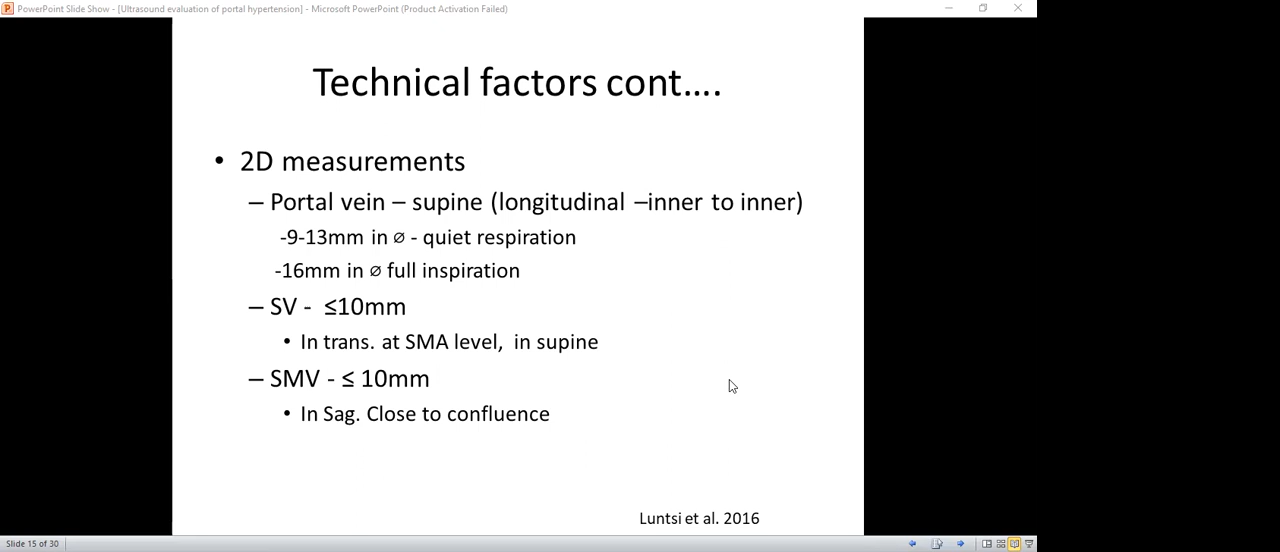 PowerPoint Slide Show - [Ultrasound evaluation of portal hypertension] - Microsoft PowerPoint (Product Activation Failed)
Technical factors cont….
• 2D measurements
– Portal vein – supine (longitudinal –inner to inner)
-9-13mm in ⌀ - quiet respiration
-16mm in ⌀ full inspiration
– SV - ≤10mm
• In trans. at SMA level, in supine
– SMV - ≤ 10mm
• In Sag. Close to confluence
Luntsi et al. 2016
Slide 15 of 30